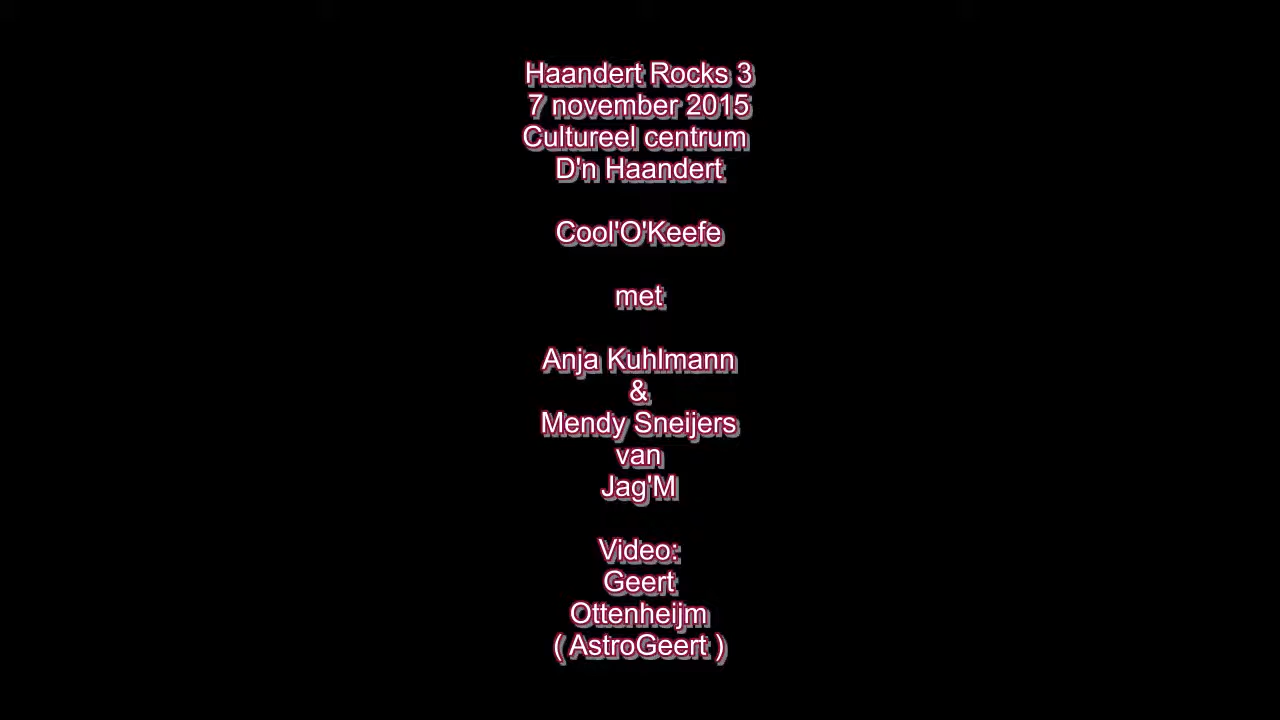 Haandert Rocks 3
7 november 2015
Cultureel centrum
D'n Haandert
Cool'O'Keefe
met
Anja Kuhlmann
&
Mendy Sneijers
van
Jag'M
Video:
Geert
Ottenheijm
( AstroGeert )